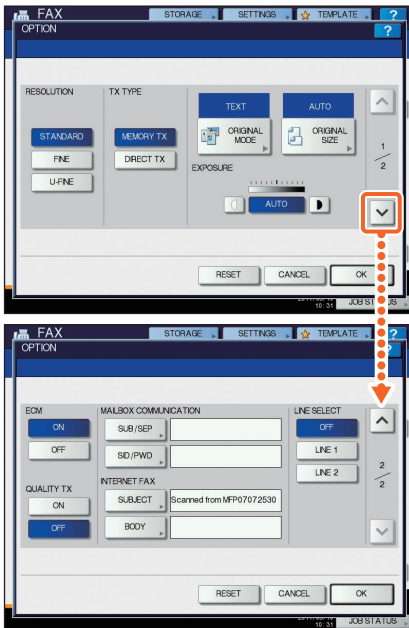 FAX
STORAGE SETTINGS TEMPLATE ?
OPTION ?
RESOLUTION TX TYPE
TEXT AUTO
STANDARD MEMORY TX ORIGINAL MODE ORIGINAL SIZE
FINE DIRECT TX
U-FINE
EXPOSURE
AUTO
1
2
RESET CANCEL OK
10:31 JOB STATUS
FAX
STORAGE SETTINGS TEMPLATE ?
OPTION
ECM MAILBOX COMMUNICATION LINE SELECT
ON SUB/SEP OFF
OFF SID/PWD LINE 1
LINE 2
QUALITY TX INTERNET FAX
ON SUBJECT Scanned from MFP07072530
OFF BODY
2
2
RESET CANCEL OK
10:31 JOB STATUS